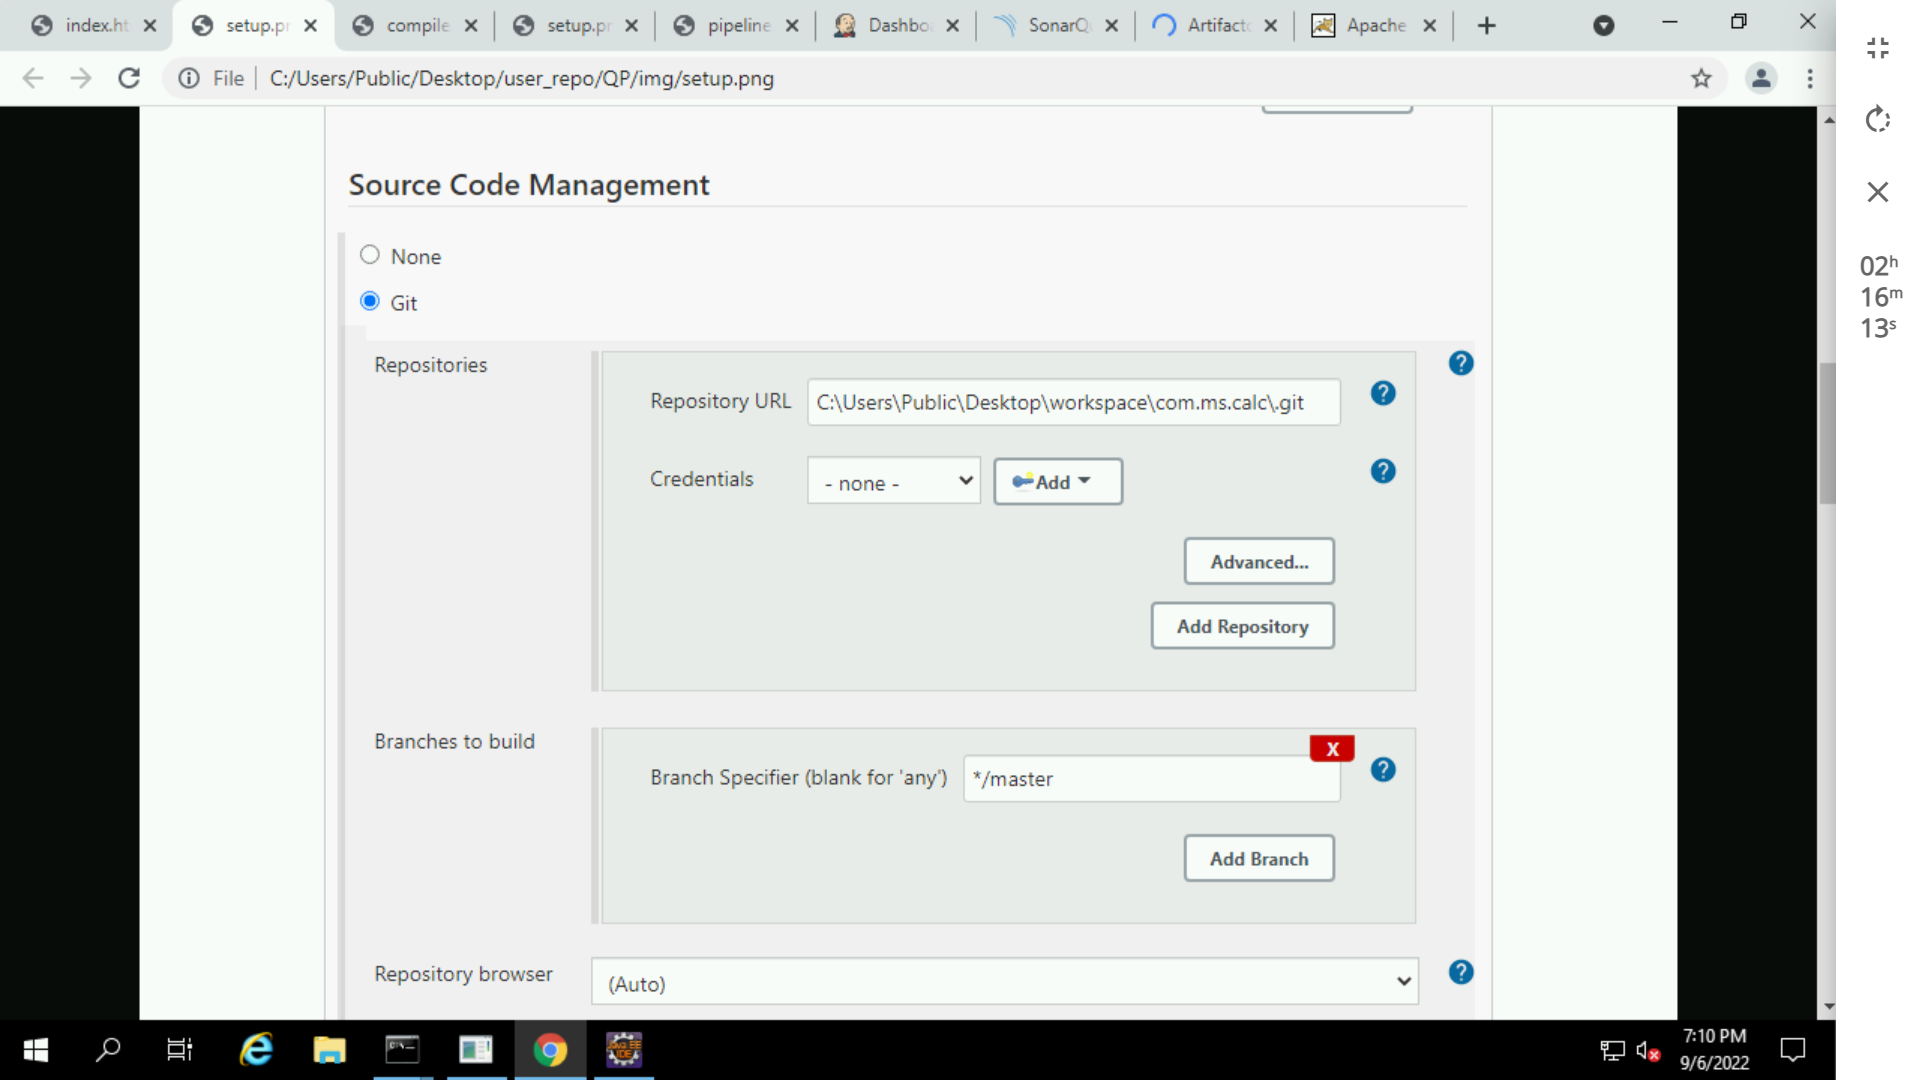 index.ht
setup.pr
compile
setup.pr
pipeline
Dashbo
SonarQ
Artifact
Apache
File
C:/Users/Public/Desktop/user_repo/QP/img/setup.png
02h
16m
13s
Source Code Management
None
Git
Repositories
Repository URL C:\Users\Public\Desktop\workspace\com.ms.calc\.git
Credentials - none - Add
Advanced...
Add Repository
Branches to build
X
Branch Specifier (blank for 'any') */master
Add Branch
Repository browser (Auto)
7:10 PM
9/6/2022